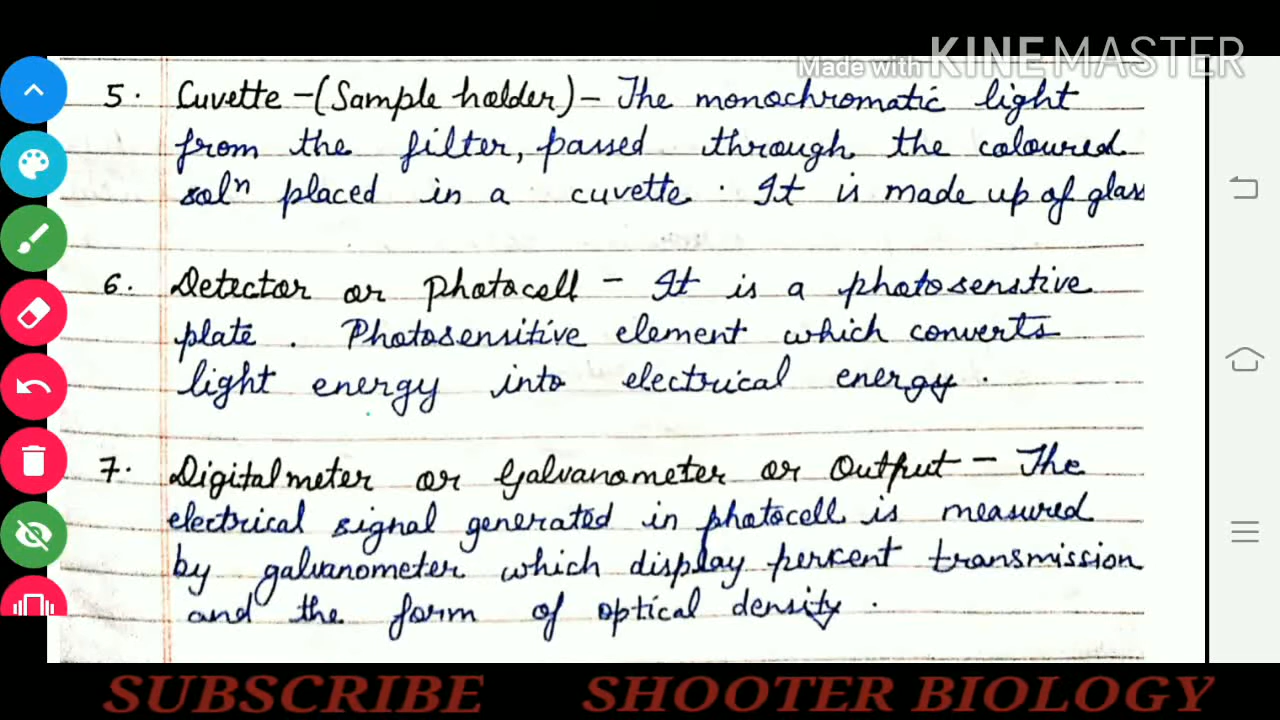 Made with KINEMASTER
5. Cuvette -(Sample holder)- The monochromatic light
from the filter, passed through the coloured
solⁿ placed in a cuvette. It is made up of glass
6. Detector or photocell - It is a photosenstive
plate. Photosensitive element which converts
light energy into electrical energy.
7. Digitalmeter or Galvanometer or Output - The
electrical signal generated in photocell is measured
by galvanometer which display percent transmission
and the form of optical density.
SUBSCRIBE SHOOTER BIOLOGY